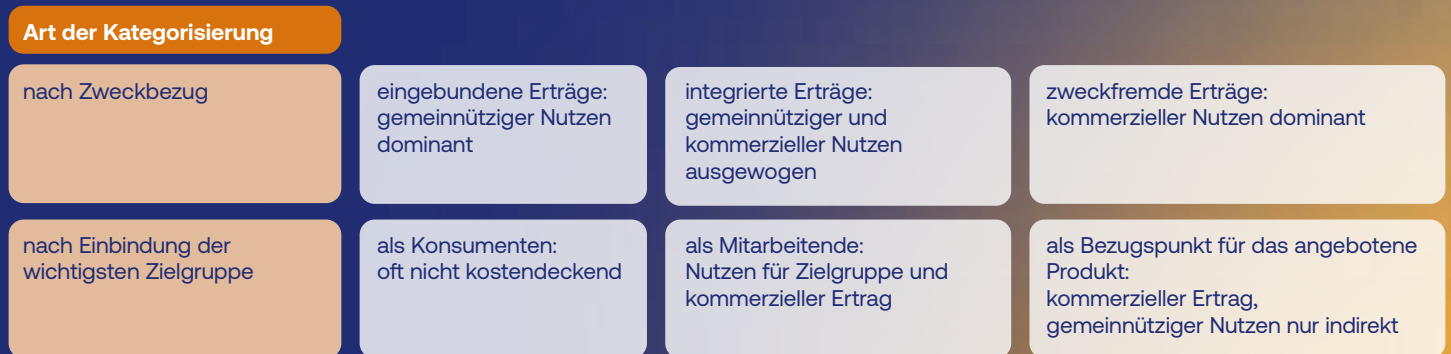 Art der Kategorisierung
nach Zweckbezug
eingebundene Erträge:
gemeinnütziger Nutzen
dominant
integrierte Erträge:
gemeinnütziger und
kommerzieller Nutzen
ausgewogen
zweckfremde Erträge:
kommerzieller Nutzen dominant
nach Einbindung der
wichtigsten Zielgruppe
als Konsumenten:
oft nicht kostendeckend
als Mitarbeitende:
Nutzen für Zielgruppe und
kommerzieller Ertrag
als Bezugspunkt für das angebotene
Produkt:
kommerzieller Ertrag,
gemeinnütziger Nutzen nur indirekt